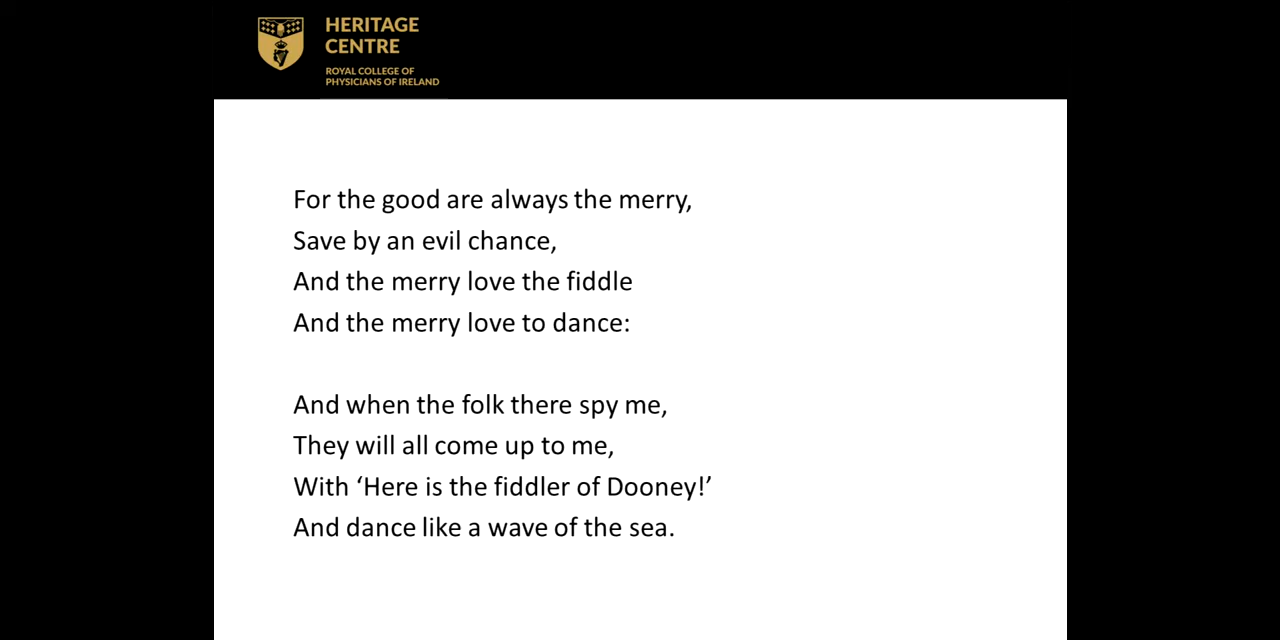 HERITAGE
CENTRE
ROYAL COLLEGE OF
PHYSICIANS OF IRELAND
For the good are always the merry,
Save by an evil chance,
And the merry love the fiddle
And the merry love to dance:
And when the folk there spy me,
They will all come up to me,
With ‘Here is the fiddler of Dooney!’
And dance like a wave of the sea.